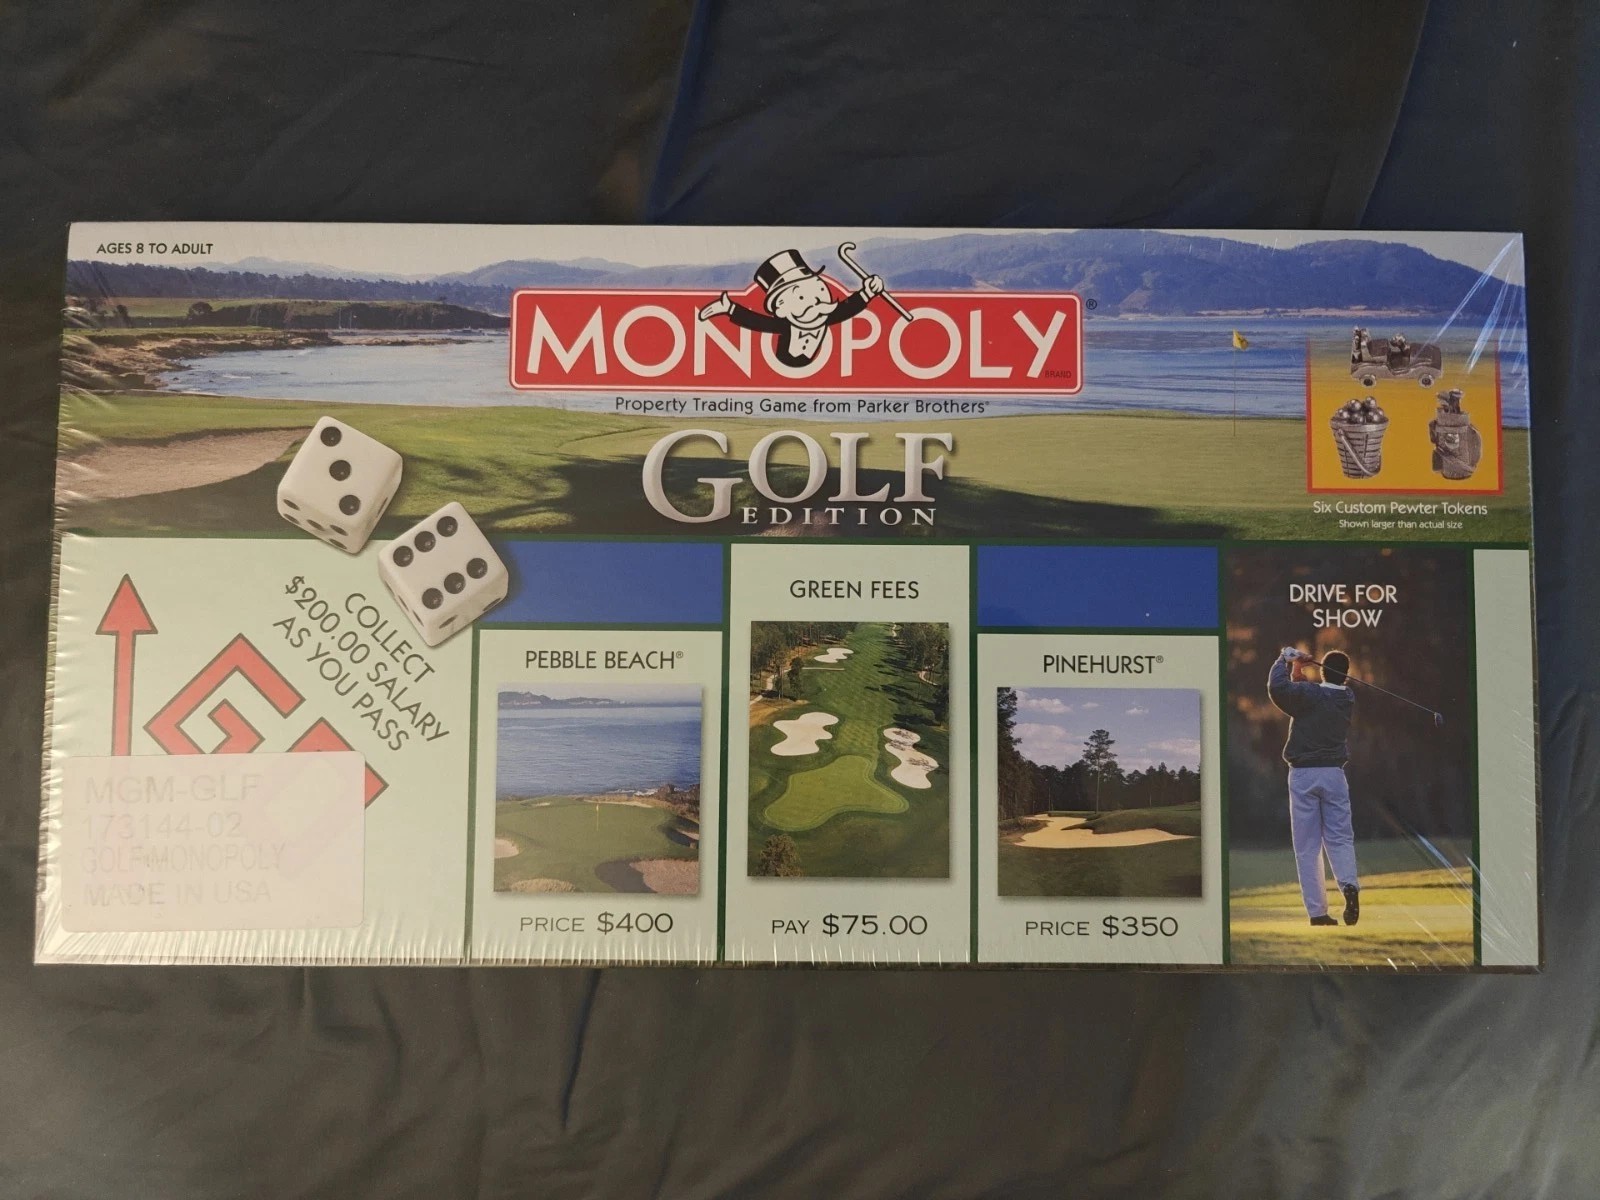 AGES 8 TO ADULT
MONOPOLY®
BRAND
Property Trading Game from Parker Brothers®
GOLF
EDITION
Six Custom Pewter Tokens
Shown larger than actual size
COLLECT
$200.00 SALARY
AS YOU PASS
GO
MGM-GLF
173144-02
GOLF-MONOPOLY
MADE IN USA
PEBBLE BEACH®
PRICE $400
GREEN FEES
PAY $75.00
PINEHURST®
PRICE $350
DRIVE FOR
SHOW